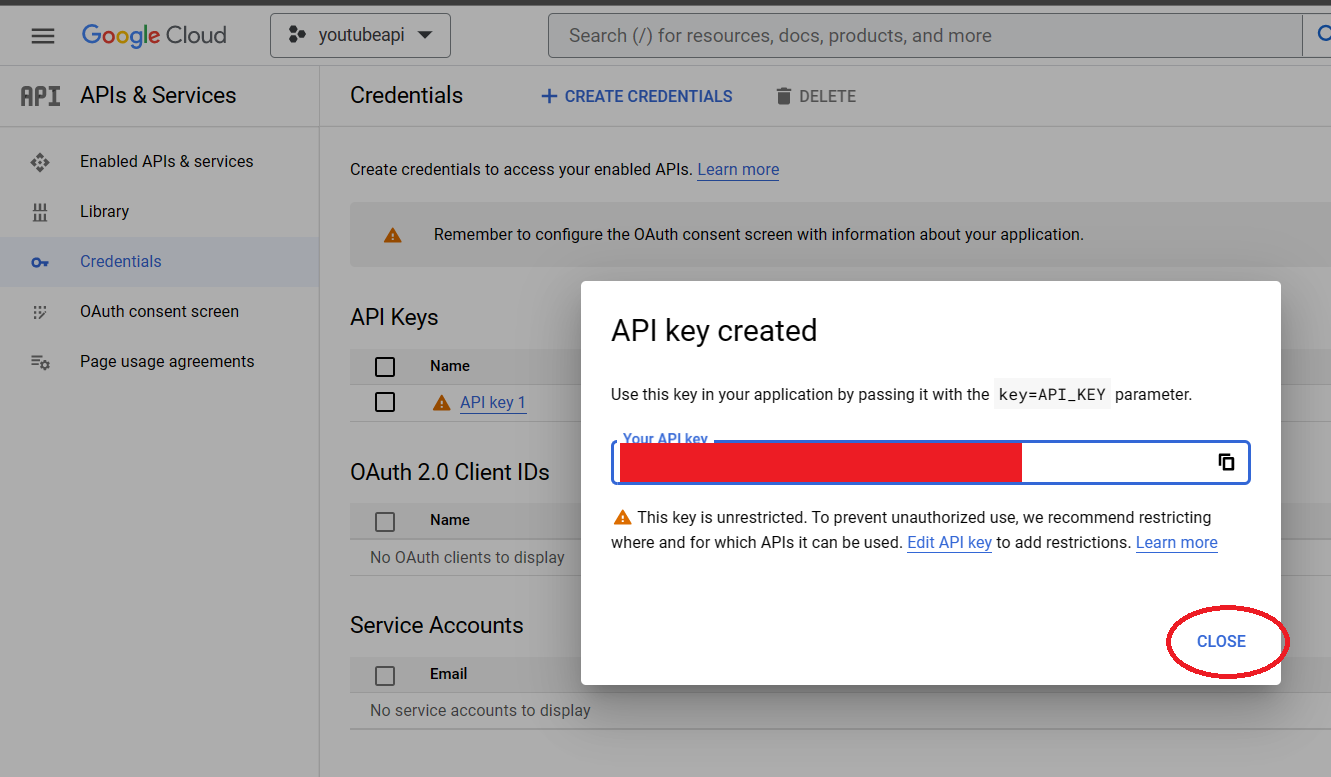 Google Cloud
youtubeapi
Search (/) for resources, docs, products, and more
API
APIs & Services
Credentials
CREATE CREDENTIALS
DELETE
Enabled APIs & services
Library
Credentials
OAuth consent screen
Page usage agreements
Create credentials to access your enabled APIs. Learn more
Remember to configure the OAuth consent screen with information about your application.
API Keys
Name
API key 1
OAuth 2.0 Client IDs
Name
No OAuth clients to display
Service Accounts
Email
No service accounts to display
API key created
Use this key in your application by passing it with the key=API_KEY parameter.
Your API key
This key is unrestricted. To prevent unauthorized use, we recommend restricting
where and for which APIs it can be used. Edit API key to add restrictions. Learn more
CLOSE